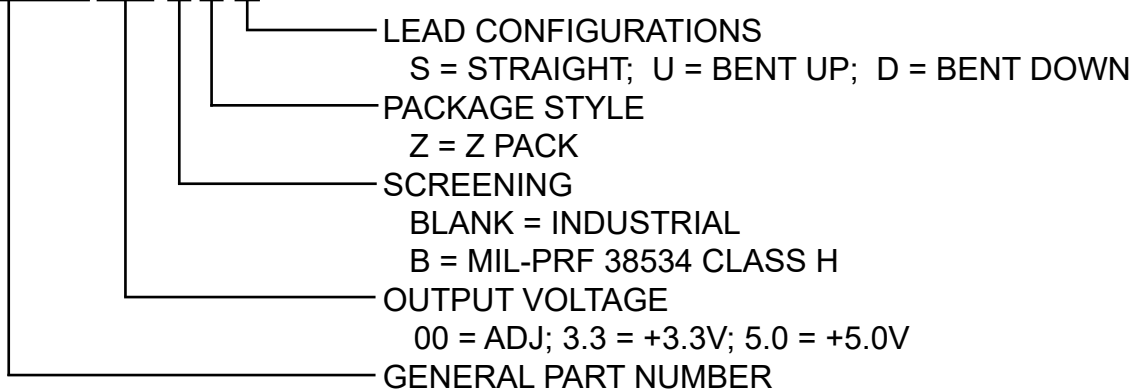 LEAD CONFIGURATIONS
S = STRAIGHT; U = BENT UP; D = BENT DOWN
PACKAGE STYLE
Z = Z PACK
SCREENING
BLANK = INDUSTRIAL
B = MIL-PRF 38534 CLASS H
OUTPUT VOLTAGE
00 = ADJ; 3.3 = +3.3V; 5.0 = +5.0V
GENERAL PART NUMBER